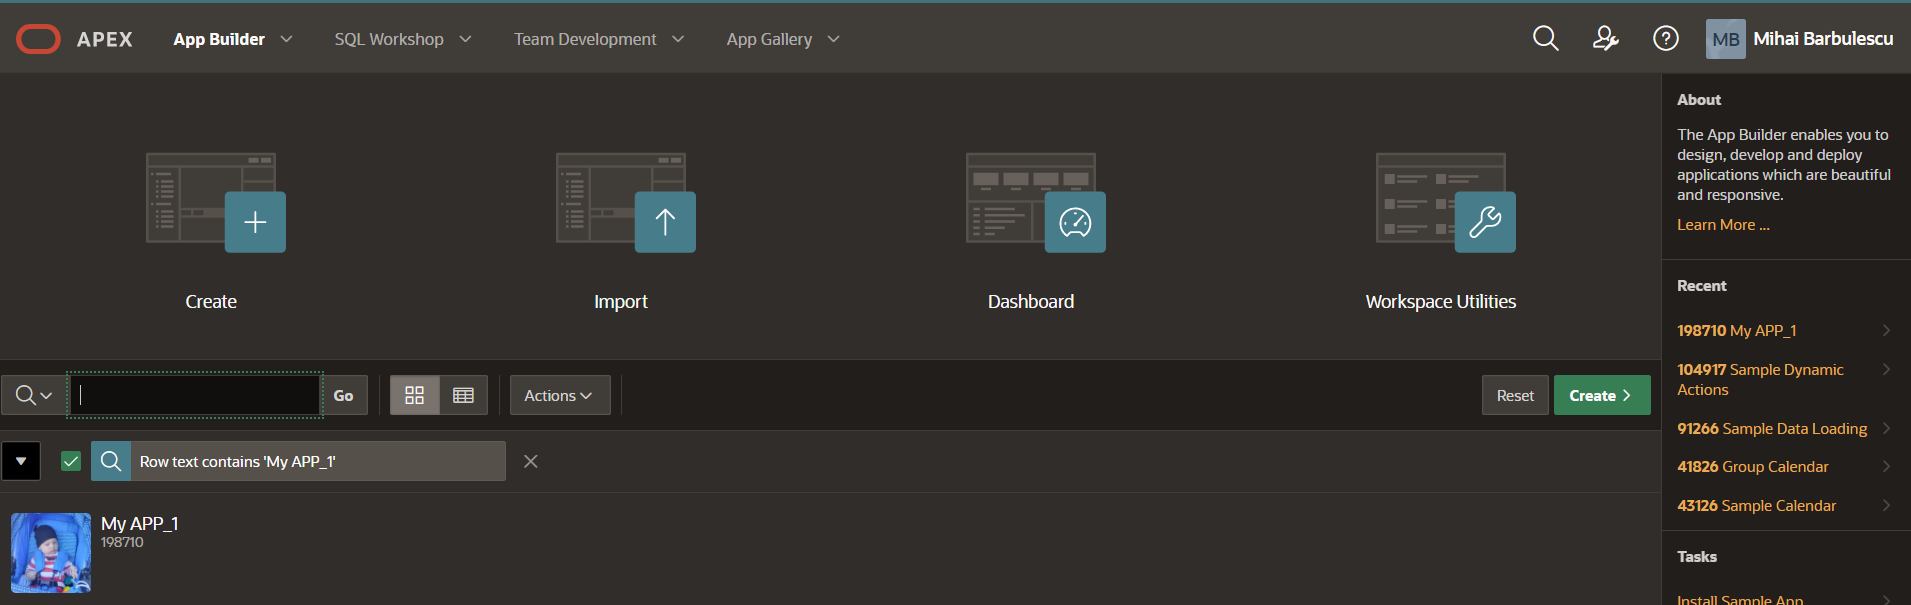 APEX
App Builder
SQL Workshop
Team Development
App Gallery
MB
Mihai Barbulescu
Create
Import
Dashboard
Workspace Utilities
Go
Actions
Reset
Create
Row text contains 'My APP_1'
My APP_1
198710
About
The App Builder enables you to
design, develop and deploy
applications which are beautiful
and responsive.
Learn More ...
Recent
198710 My APP_1
104917 Sample Dynamic
Actions
91266 Sample Data Loading
41826 Group Calendar
43126 Sample Calendar
Tasks
Install Sample App